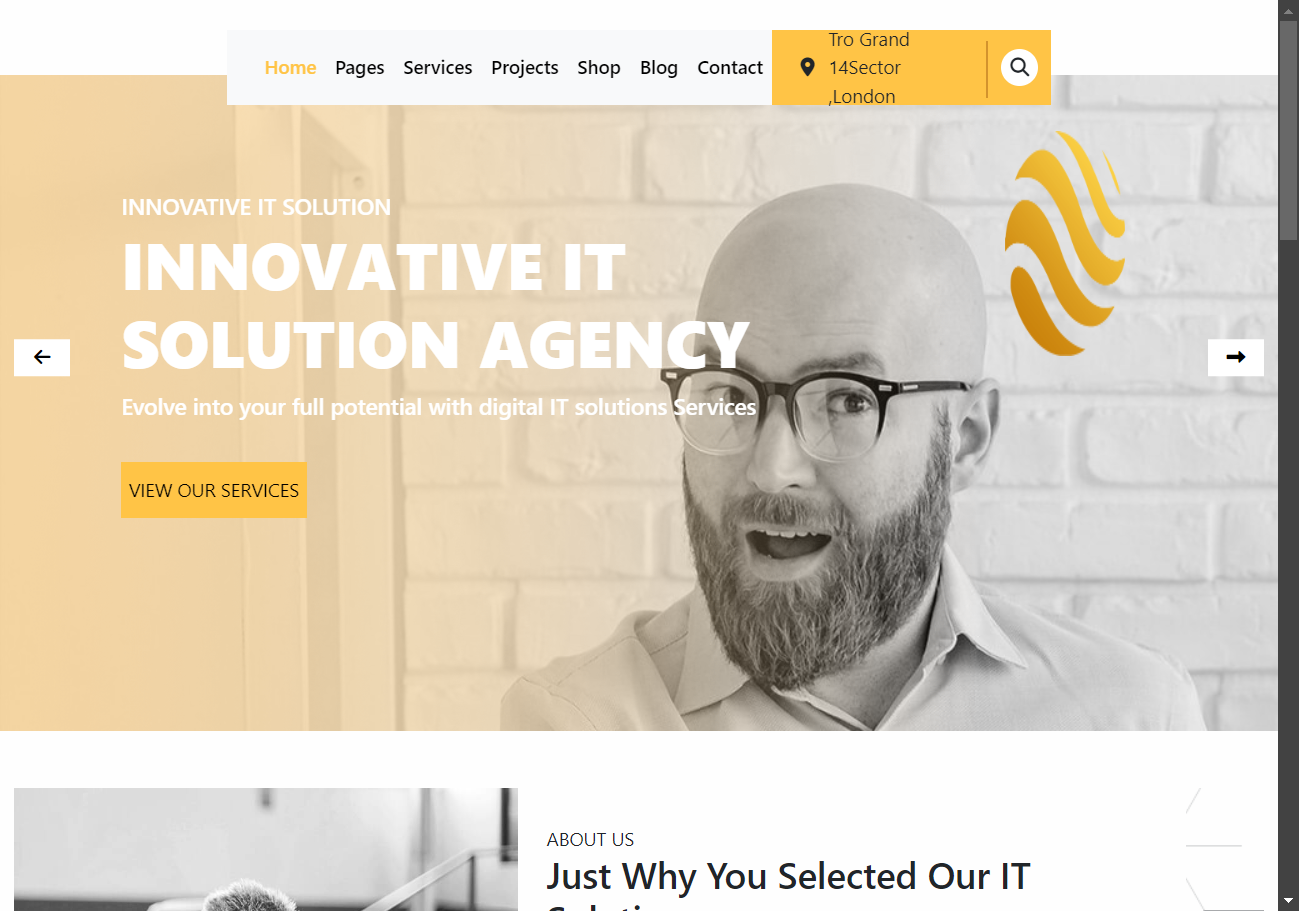 Home Pages Services Projects Shop Blog Contact
Tro Grand
14Sector
,London
INNOVATIVE IT SOLUTION
INNOVATIVE IT
SOLUTION AGENCY
Evolve into your full potential with digital IT solutions Services
VIEW OUR SERVICES
ABOUT US
Just Why You Selected Our IT